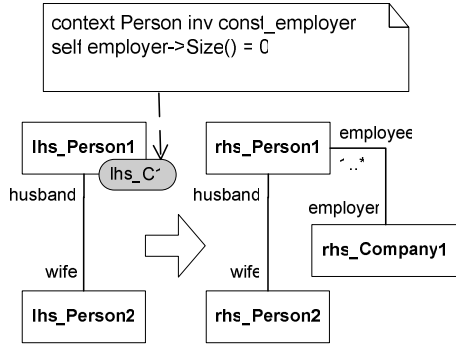 context Person inv const_employer
self employer->Size() = 0
lhs_Person1
lhs_C1
husband
wife
lhs_Person2
rhs_Person1
employee
1..*
husband
employer
rhs_Company1
wife
rhs_Person2